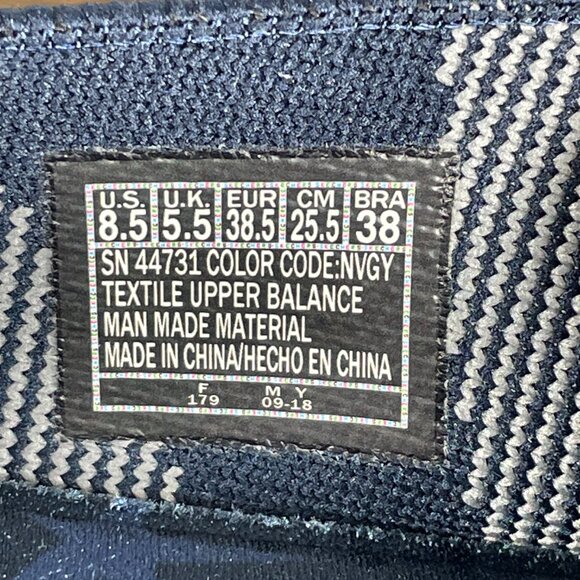 U.S. U.K. EUR CM BRA
8.5 5.5 38.5 25.5 38
SN 44731 COLOR CODE:NVGY
TEXTILE UPPER BALANCE
MAN MADE MATERIAL
MADE IN CHINA/HECHO EN CHINA
F M Y
179 09-18